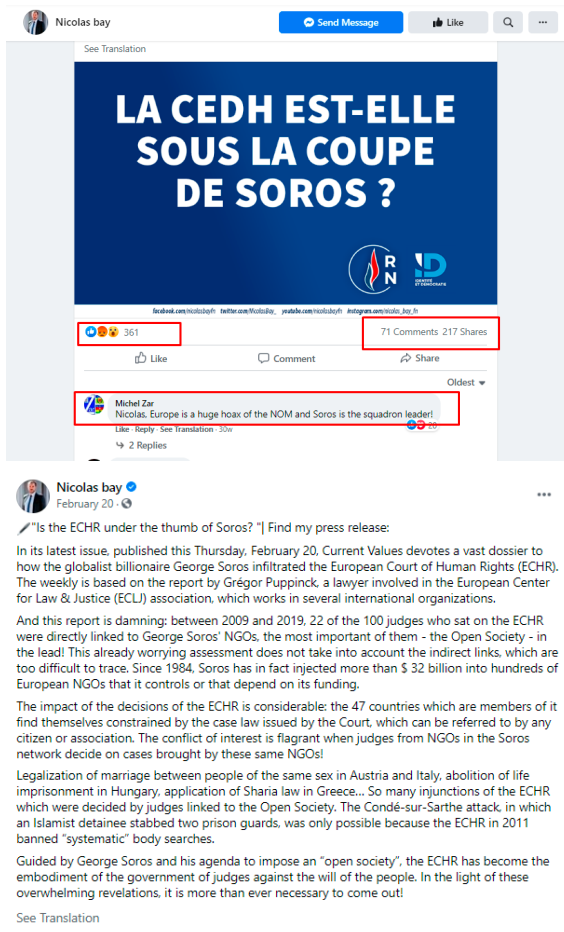 Nicolas bay
Send Message
Like
See Translation
LA CEDH EST-ELLE
SOUS LA COUPE
DE SOROS ?
R
N
iD
IDENTITÉ
ET DÉMOCRATIE
facebook.com/nicolasbayfn twitter.com/NicolasBay_ youtube.com/nicolasbayfn instagram.com/nicolas_bay_fn
361
71 Comments 217 Shares
Like
Comment
Share
Oldest
Michel Zar
Nicolas, Europe is a huge hoax of the NOM and Soros is the squadron leader!
Like · Reply · See Translation · 30w
20
2 Replies
Nicolas bay
February 20 ·
"Is the ECHR under the thumb of Soros? "| Find my press release:
In its latest issue, published this Thursday, February 20, Current Values devotes a vast dossier to
how the globalist billionaire George Soros infiltrated the European Court of Human Rights (ECHR).
The weekly is based on the report by Grégor Puppinck, a lawyer involved in the European Center
for Law & Justice (ECLJ) association, which works in several international organizations.
And this report is damning: between 2009 and 2019, 22 of the 100 judges who sat on the ECHR
were directly linked to George Soros' NGOs, the most important of them - the Open Society - in
the lead! This already worrying assessment does not take into account the indirect links, which are
too difficult to trace. Since 1984, Soros has in fact injected more than $ 32 billion into hundreds of
European NGOs that it controls or that depend on its funding.
The impact of the decisions of the ECHR is considerable: the 47 countries which are members of it
find themselves constrained by the case law issued by the Court, which can be referred to by any
citizen or association. The conflict of interest is flagrant when judges from NGOs in the Soros
network decide on cases brought by these same NGOs!
Legalization of marriage between people of the same sex in Austria and Italy, abolition of life
imprisonment in Hungary, application of Sharia law in Greece... So many injunctions of the ECHR
which were decided by judges linked to the Open Society. The Condé-sur-Sarthe attack, in which
an Islamist detainee stabbed two prison guards, was only possible because the ECHR in 2011
banned "systematic" body searches.
Guided by George Soros and his agenda to impose an "open society", the ECHR has become the
embodiment of the government of judges against the will of the people. In the light of these
overwhelming revelations, it is more than ever necessary to come out!
See Translation